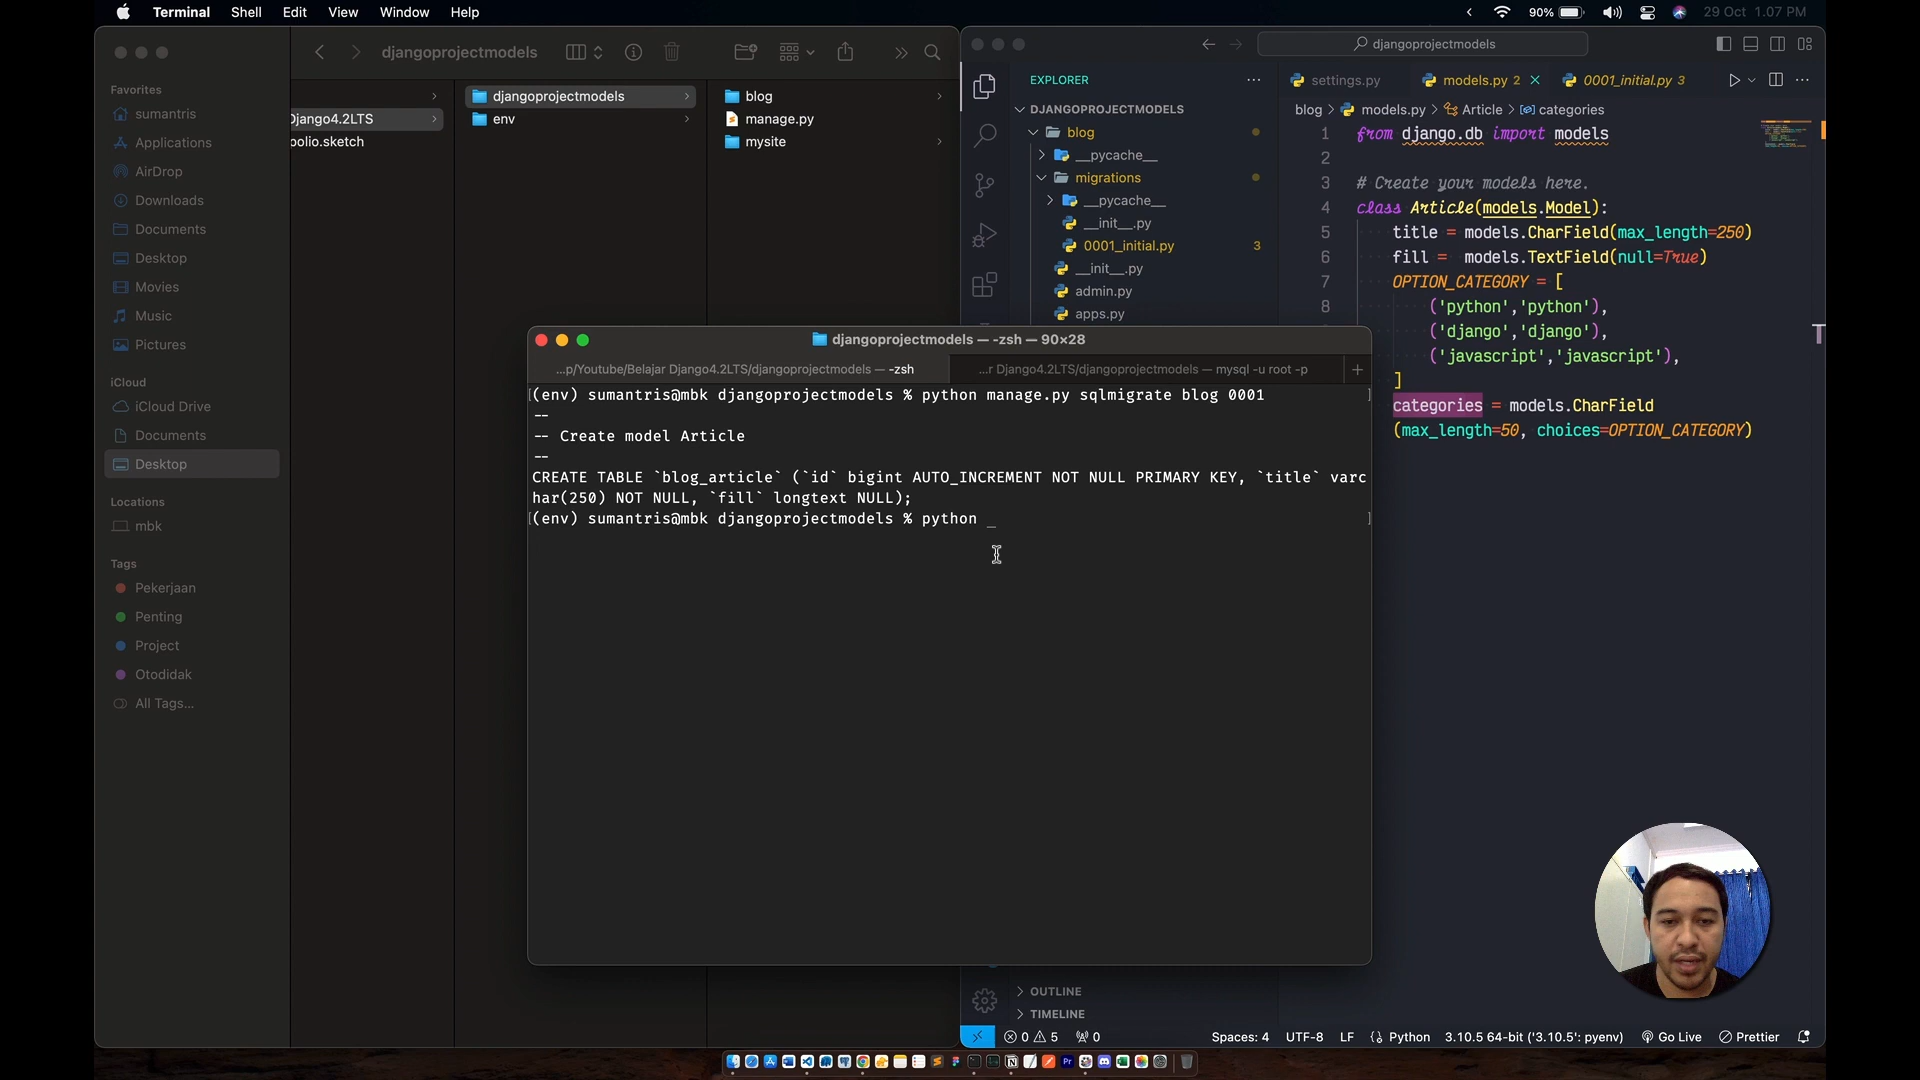 Terminal Shell Edit View Window Help
90% 29 Oct 1.07 PM
djangoprojectmodels
Favorites
sumantris
Applications
AirDrop
Downloads
Documents
Desktop
Movies
Music
Pictures
iCloud
iCloud Drive
Documents
Desktop
Locations
mbk
Tags
Pekerjaan
Penting
Project
Otodidak
All Tags...
Django4.2LTS
polio.sketch
djangoprojectmodels
env
blog
manage.py
mysite
djangoprojectmodels
EXPLORER
DJANGOPROJECTMODELS
blog
__pycache__
migrations
__pycache__
__init__.py
0001_initial.py 3
__init__.py
admin.py
apps.py
settings.py models.py 2 0001_initial.py 3
blog > models.py > Article > categories
1 from django.db import models
2
3 # Create your models here.
4 class Article(models.Model):
5 title = models.CharField(max_length=250)
6 fill = models.TextField(null=True)
7 OPTION_CATEGORY = [
8 ('python','python'),
('django','django'),
('javascript','javascript'),
]
categories = models.CharField
(max_length=50, choices=OPTION_CATEGORY)
djangoprojectmodels — -zsh — 90×28
...p/Youtube/Belajar Django4.2LTS/djangoprojectmodels — -zsh
...r Django4.2LTS/djangoprojectmodels — mysql -u root -p
[(env) sumantris@mbk djangoprojectmodels % python manage.py sqlmigrate blog 0001 ]
--
-- Create model Article
--
CREATE TABLE `blog_article` (`id` bigint AUTO_INCREMENT NOT NULL PRIMARY KEY, `title` varc
har(250) NOT NULL, `fill` longtext NULL);
[(env) sumantris@mbk djangoprojectmodels % python _ ]
OUTLINE
TIMELINE
0 5 0 Spaces: 4 UTF-8 LF Python 3.10.5 64-bit ('3.10.5': pyenv) Go Live Prettier